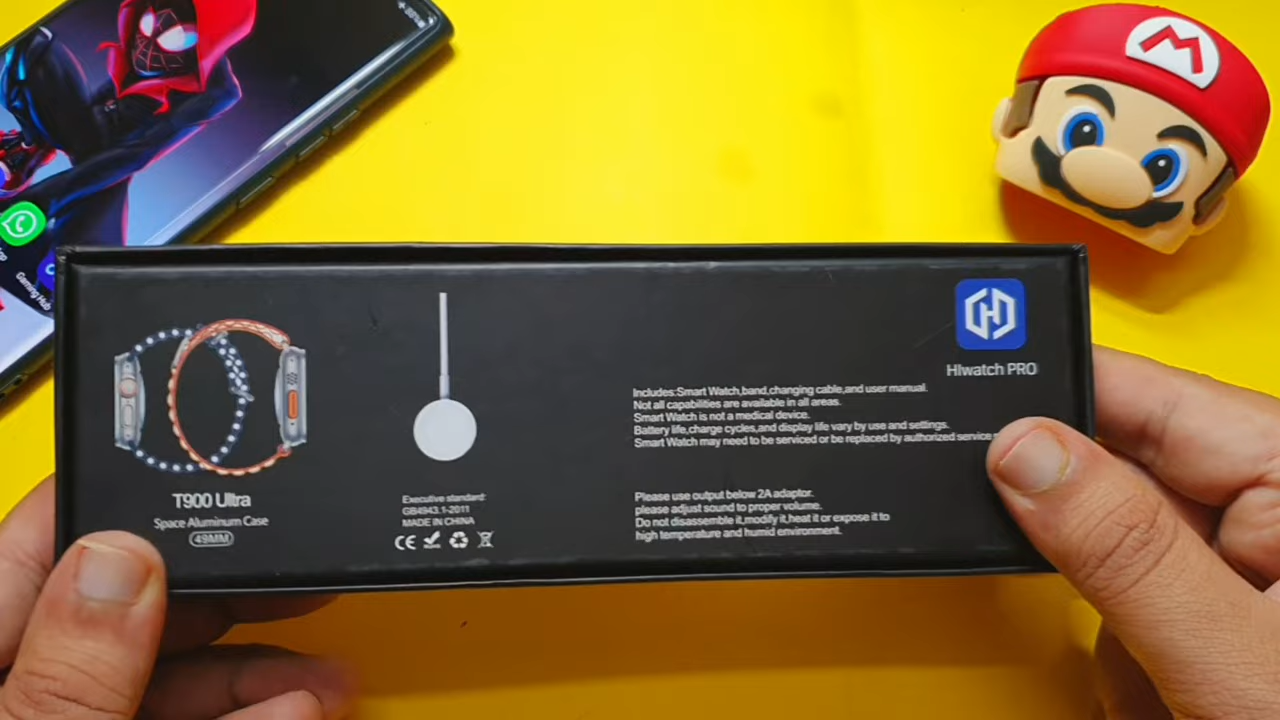 Gaming Hub
M
T900 Ultra
Space Aluminum Case
49MM
Executive standard:
GB4943.1-2011
MADE IN CHINA
CE
Includes:Smart Watch,band,changing cable,and user manual.
Not all capabilities are available in all areas.
Smart Watch is not a medical device.
Battery life,charge cycles,and display life vary by use and settings.
Smart Watch may need to be serviced or be replaced by authorized service
Please use output below 2A adaptor.
please adjust sound to proper volume.
Do not disassemble it,modify it,heat it or expose it to
high temperature and humid environment.
HIwatch PRO